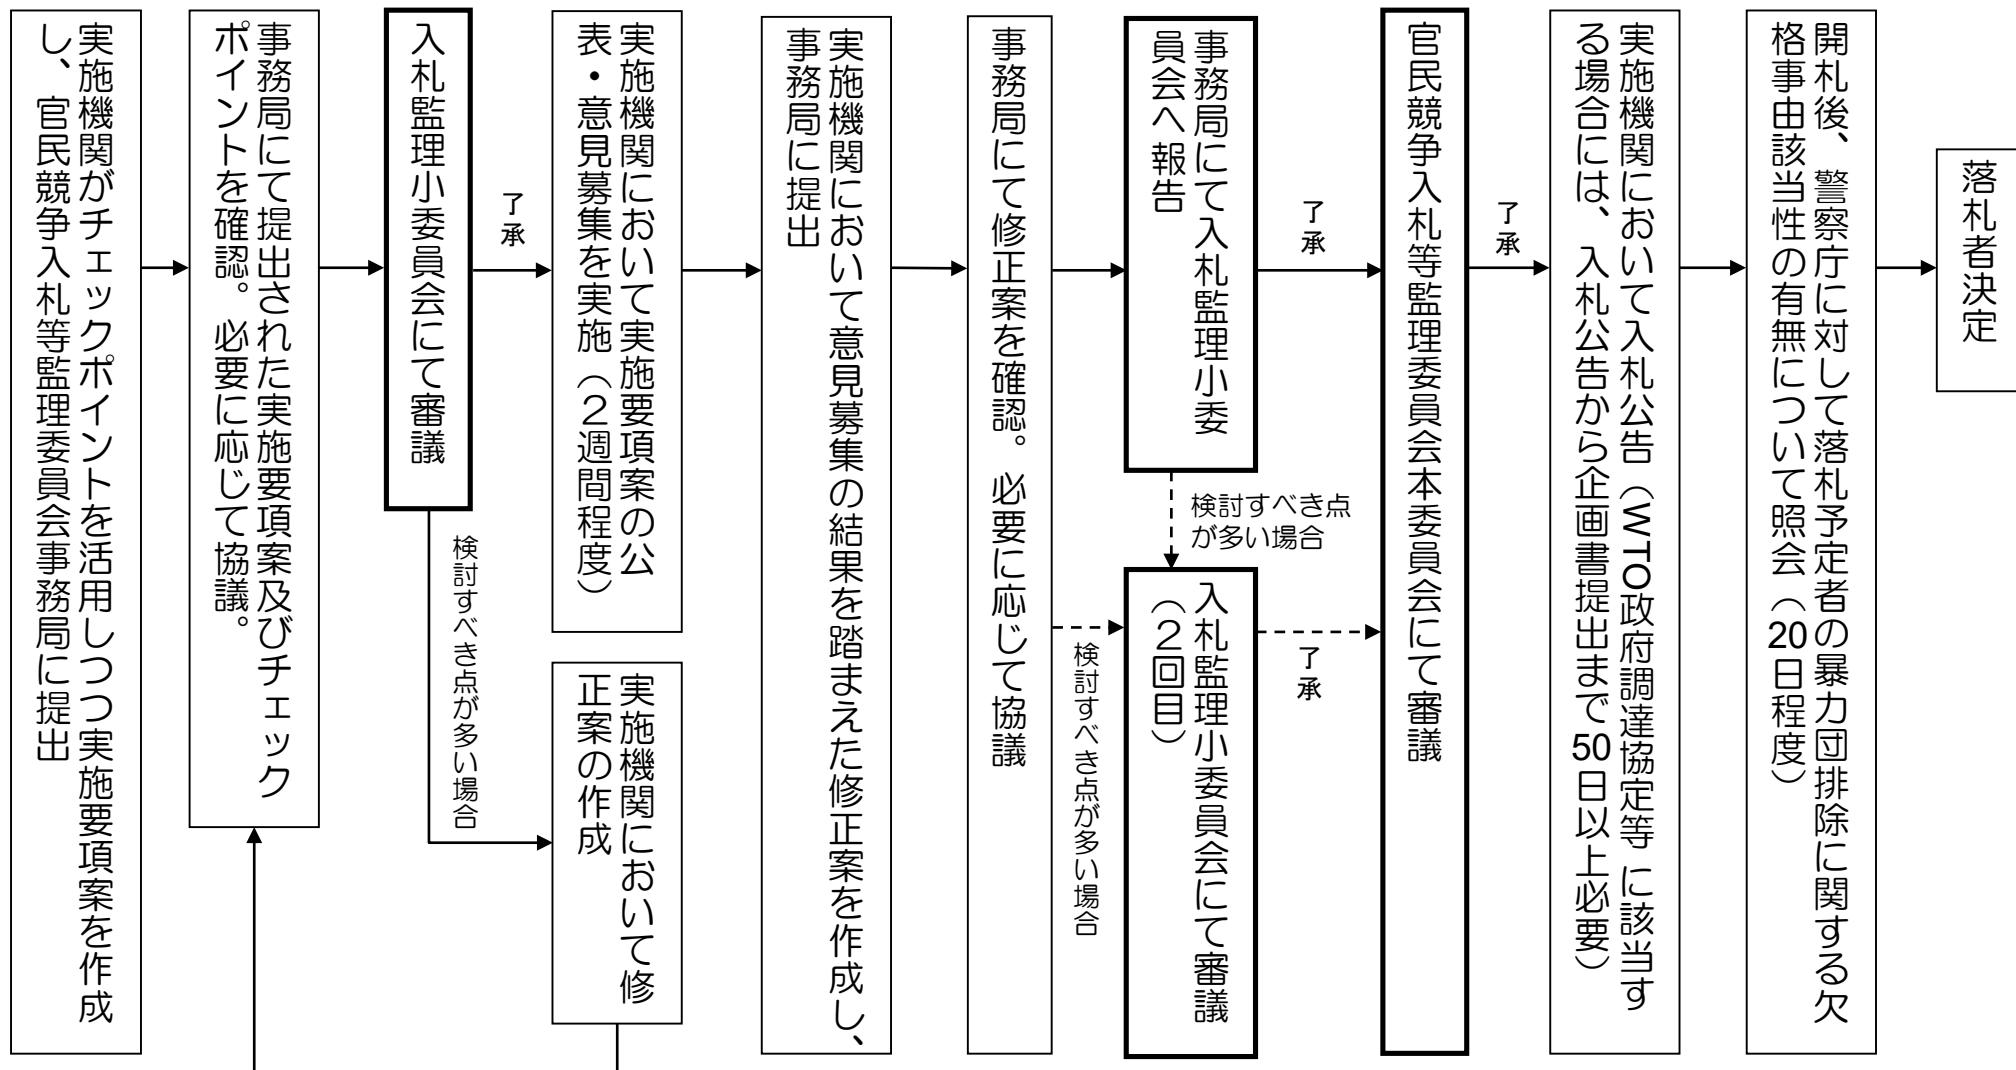 実施機関がチェックポイントを活用しつつ実施要項案を作成
し、官民競争入札等監理委員会事務局に提出
事務局にて提出された実施要項案及びチェック
ポイントを確認。必要に応じて協議。
入札監理小委員会にて審議
了承
検討すべき点が多い場合
実施機関において実施要項案の公
表・意見募集を実施（２週間程度）
実施機関において修
正案の作成
実施機関において意見募集の結果を踏まえた修正案を作成し、
事務局に提出
事務局にて修正案を確認。必要に応じて協議
検討すべき点が多い場合
事務局にて入札監理小委
員会へ報告
検討すべき点
が多い場合
入札監理小委員会にて審議
（２回目）
了承
了承
官民競争入札等監理委員会本委員会にて審議
了承
実施機関において入札公告（WTO政府調達協定等 に該当す
る場合には、入札公告から企画書提出まで50日以上必要）
開札後、警察庁に対して落札予定者の暴力団排除に関する欠
格事由該当性の有無について照会（20日程度）
落札者決定